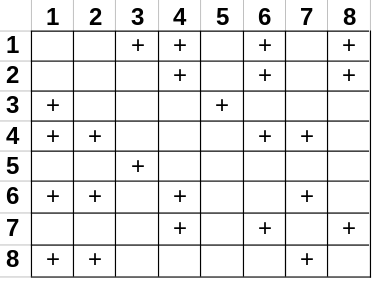 1 2 3 4 5 6 7 8
1 + + + +
2 + + +
3 + +
4 + + + +
5 +
6 + + + +
7 + + +
8 + + +